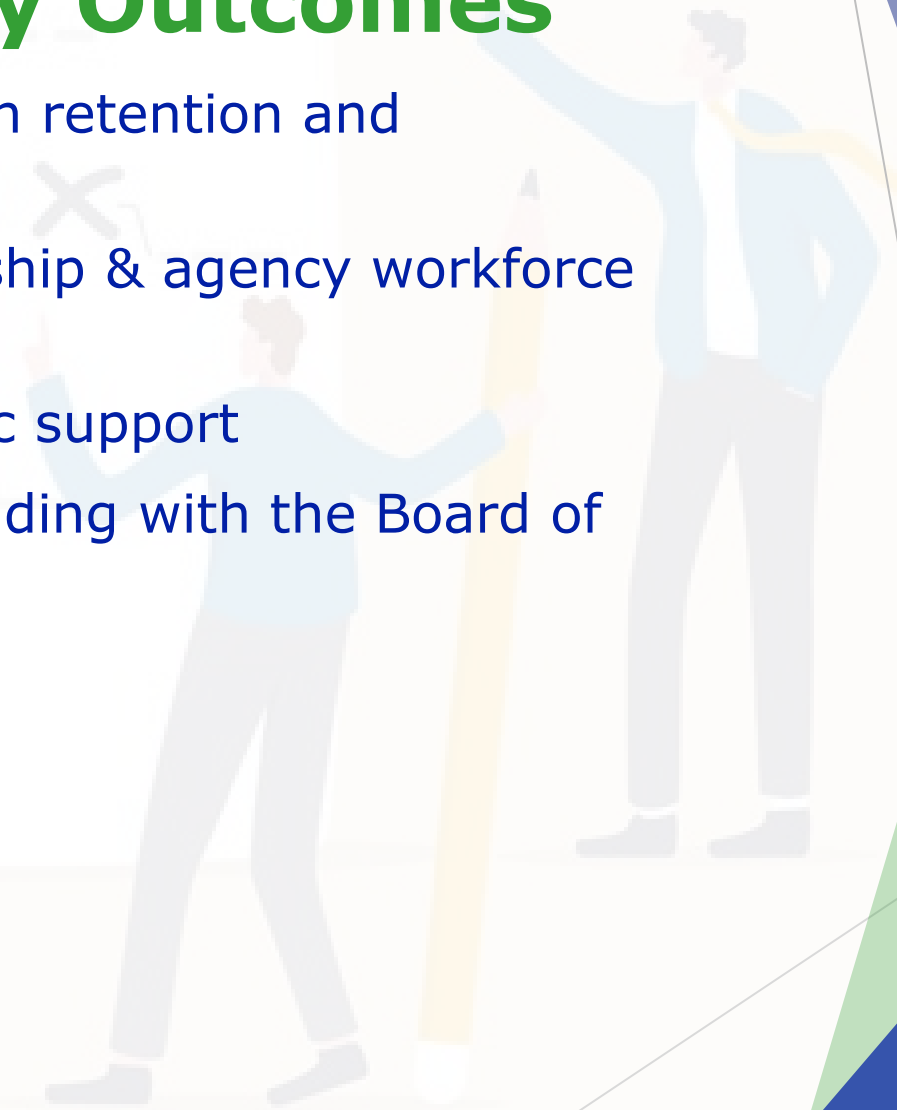 y Outcomes
n retention and
ship & agency workforce
c support
ding with the Board of